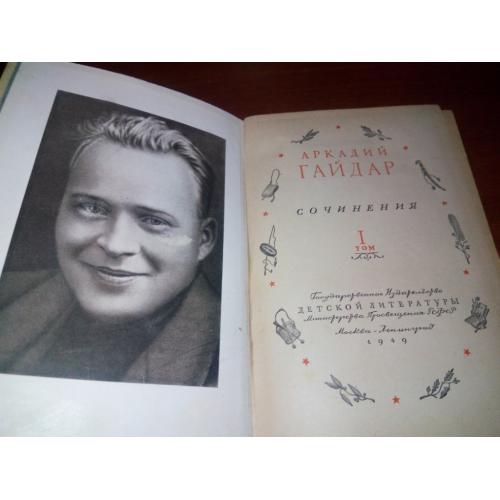 АРКАДИЙ
ГАЙДАР
СОЧИНЕНИЯ
I
ТОМ
Государственное Издательство
ДЕТСКОЙ ЛИТЕРАТУРЫ
Министерства Просвещения РСФСР
Москва - Ленинград
1949